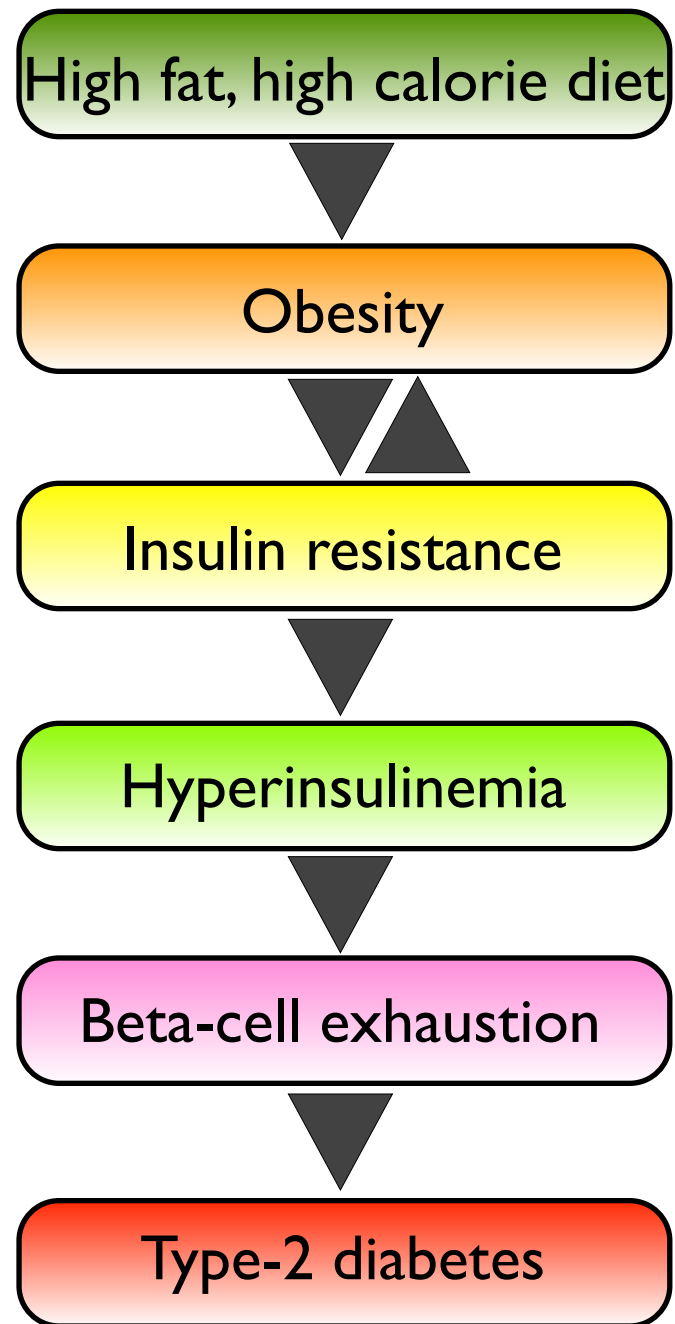 High fat, high calorie diet
Obesity
Insulin resistance
Hyperinsulinemia
Beta-cell exhaustion
Type-2 diabetes